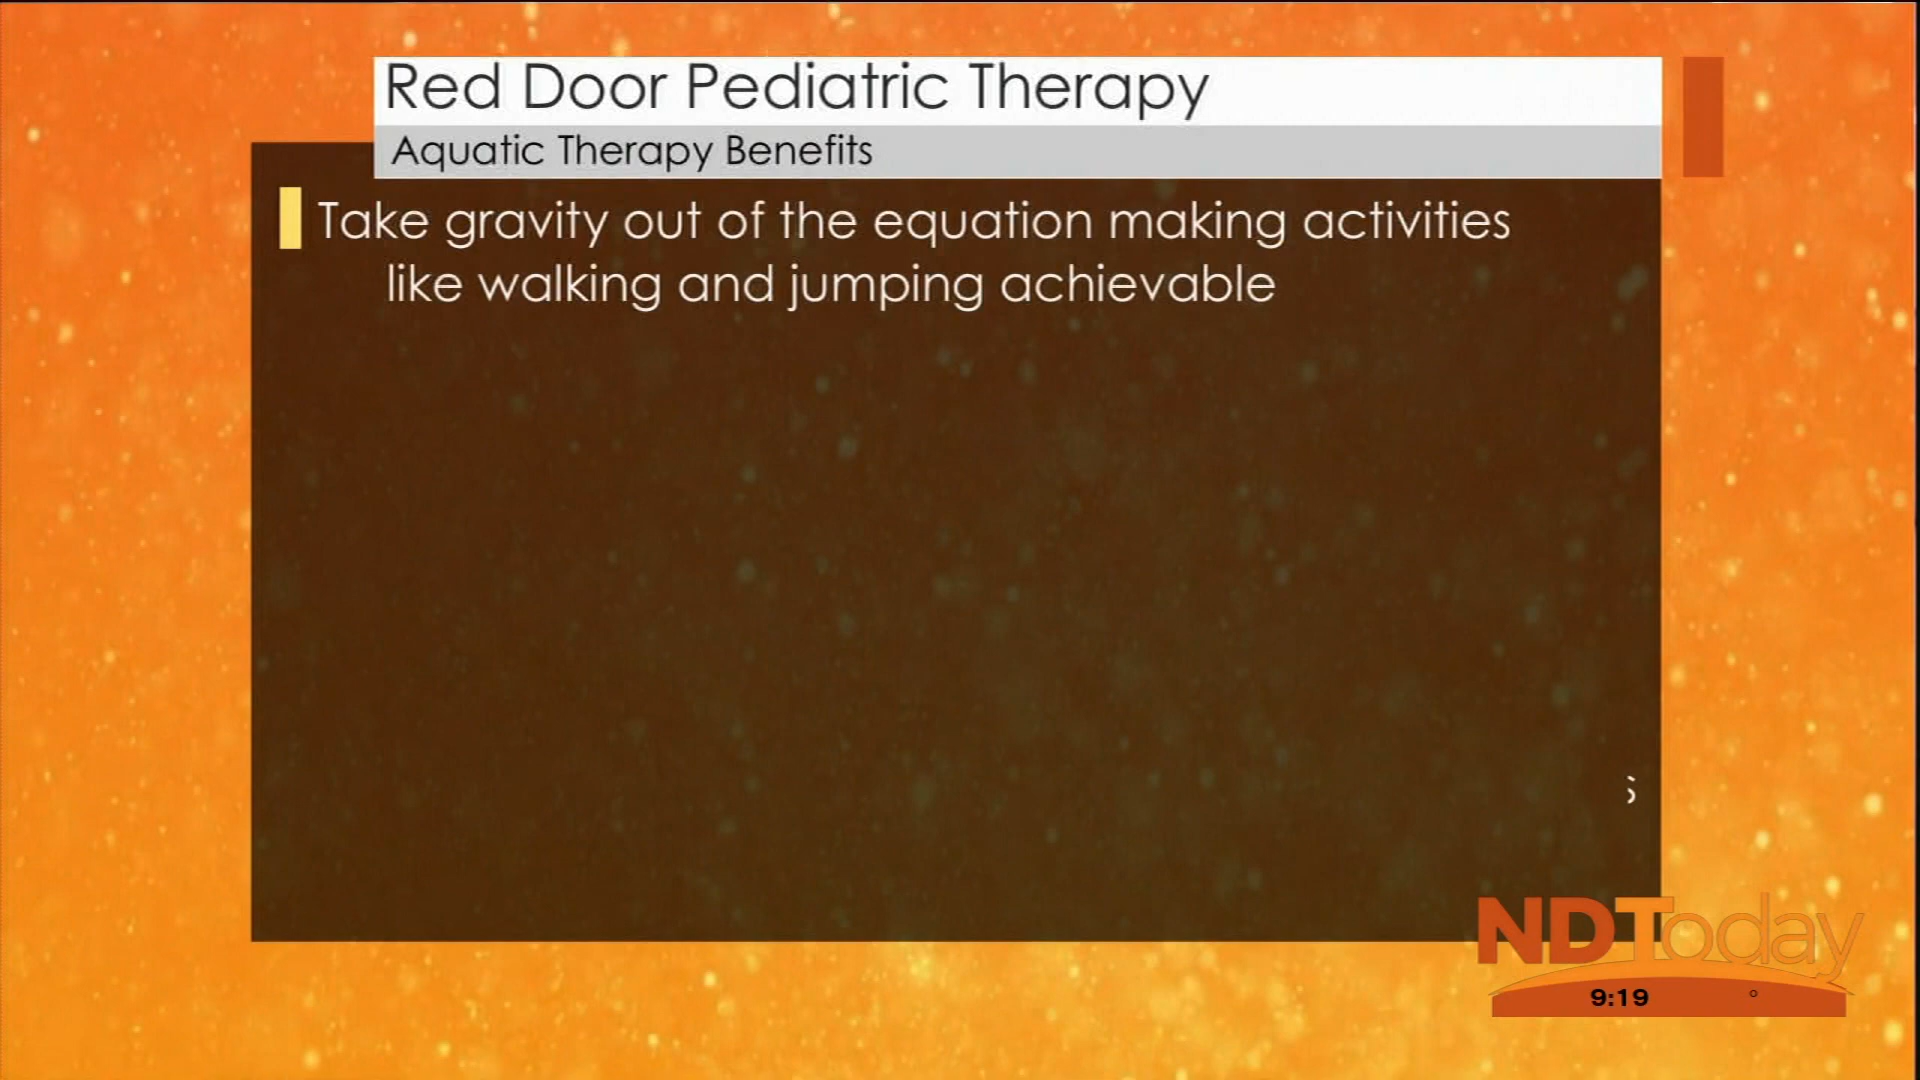 Red Door Pediatric Therapy
Aquatic Therapy Benefits
Take gravity out of the equation making activities
like walking and jumping achievable
s
NDToday
9:19 °